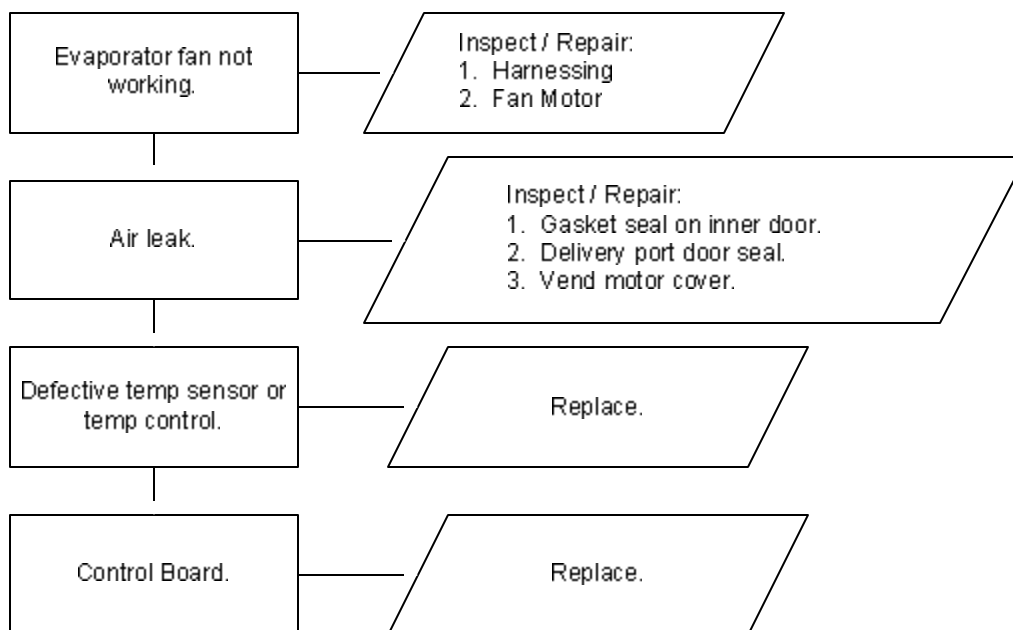 Evaporator fan not
working.
Inspect / Repair:
1. Harnessing
2. Fan Motor
Air leak.
Inspect / Repair:
1. Gasket seal on inner door.
2. Delivery port door seal.
3. Vend motor cover.
Defective temp sensor or
temp control.
Replace.
Control Board.
Replace.